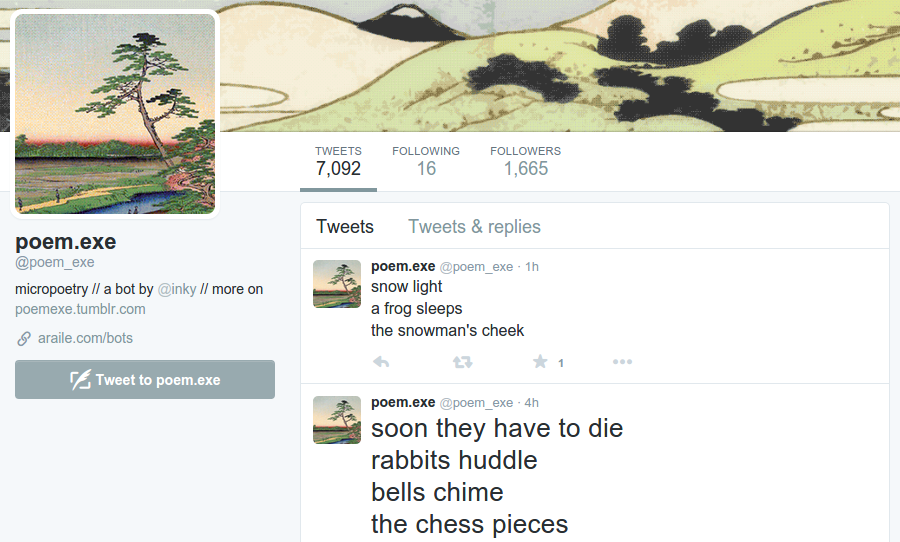 TWEETS FOLLOWING FOLLOWERS
7,092 16 1,665
Tweets Tweets & replies
poem.exe
@poem_exe
micropoetry // a bot by @inky // more on
poemexe.tumblr.com
araile.com/bots
Tweet to poem.exe
poem.exe @poem_exe · 1h
snow light
a frog sleeps
the snowman's cheek
1
poem.exe @poem_exe · 4h
soon they have to die
rabbits huddle
bells chime
the chess pieces